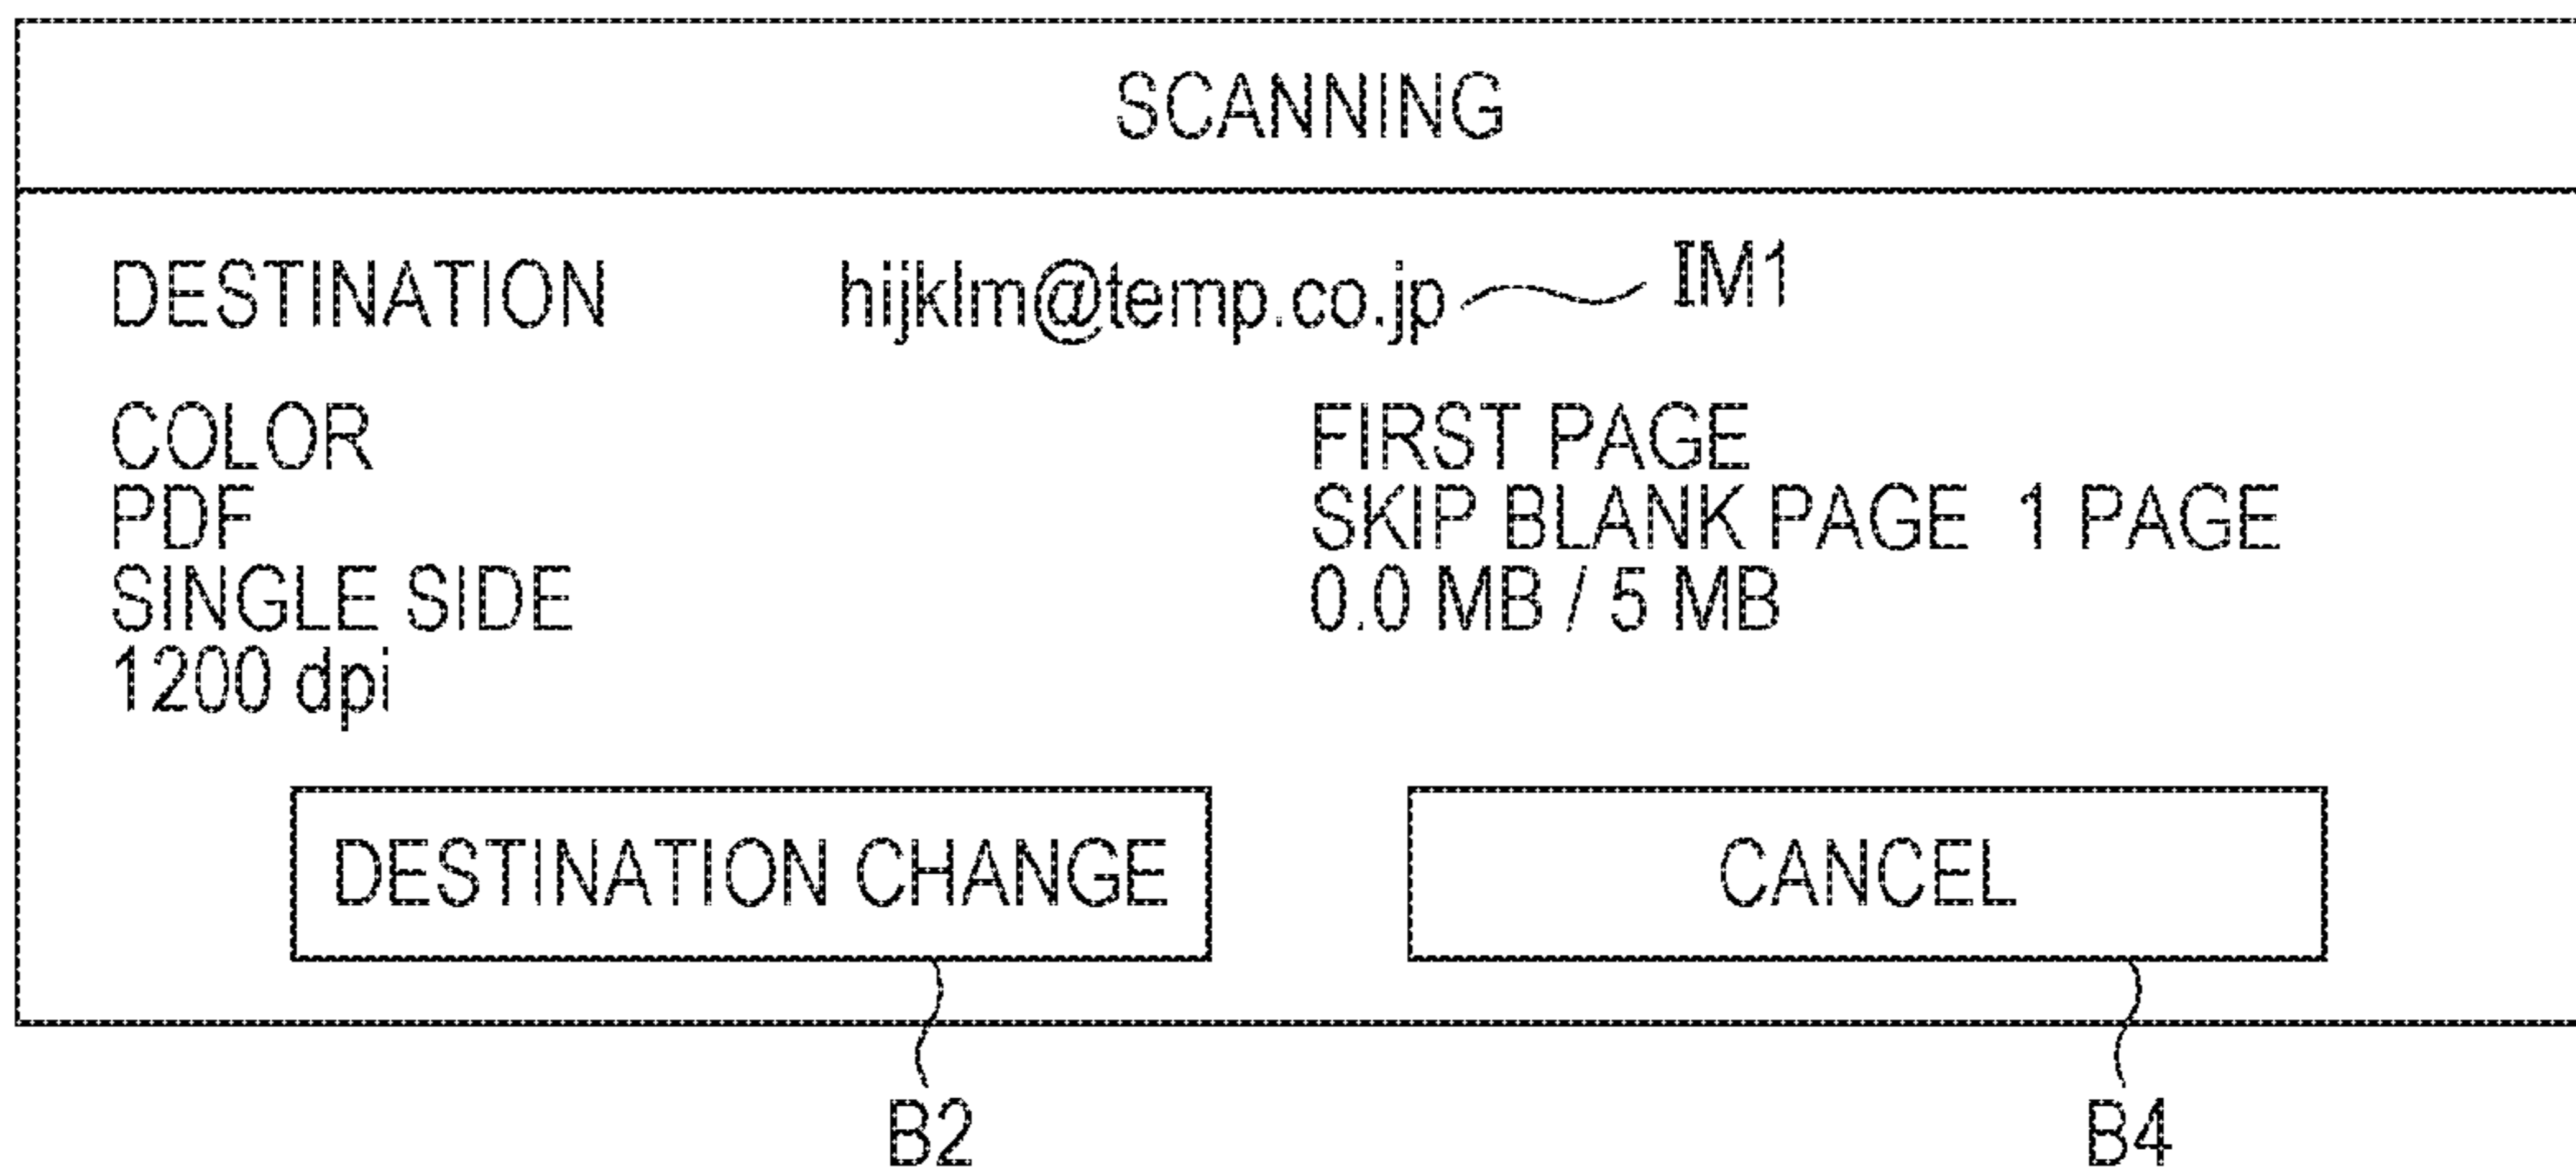 SCANNING
DESTINATION hijklm@temp.co.jp IM1
COLOR FIRST PAGE
PDF SKIP BLANK PAGE 1 PAGE
SINGLE SIDE 0.0 MB / 5 MB
1200 dpi
DESTINATION CHANGE CANCEL
B2 B4